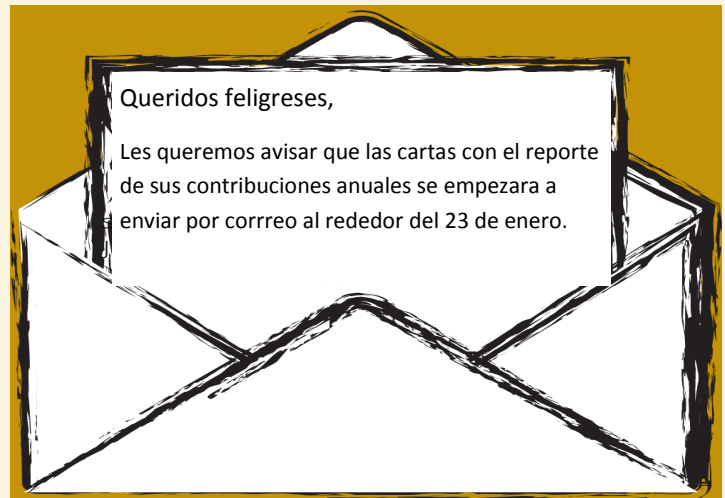 Queridos feligreses,
Les queremos avisar que las cartas con el reporte
de sus contribuciones anuales se empezara a
enviar por corrreo al rededor del 23 de enero.